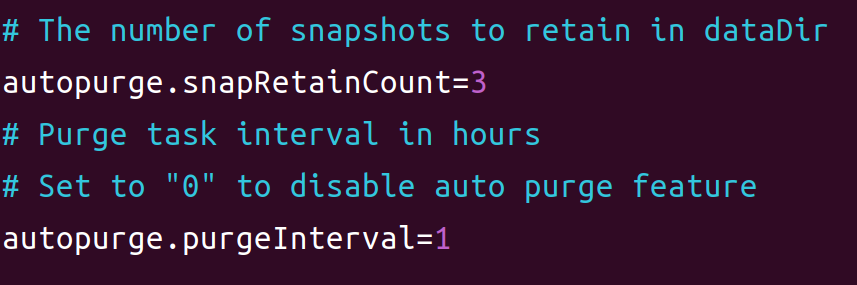 # The number of snapshots to retain in dataDir
autopurge.snapRetainCount=3
# Purge task interval in hours
# Set to "0" to disable auto purge feature
autopurge.purgeInterval=1